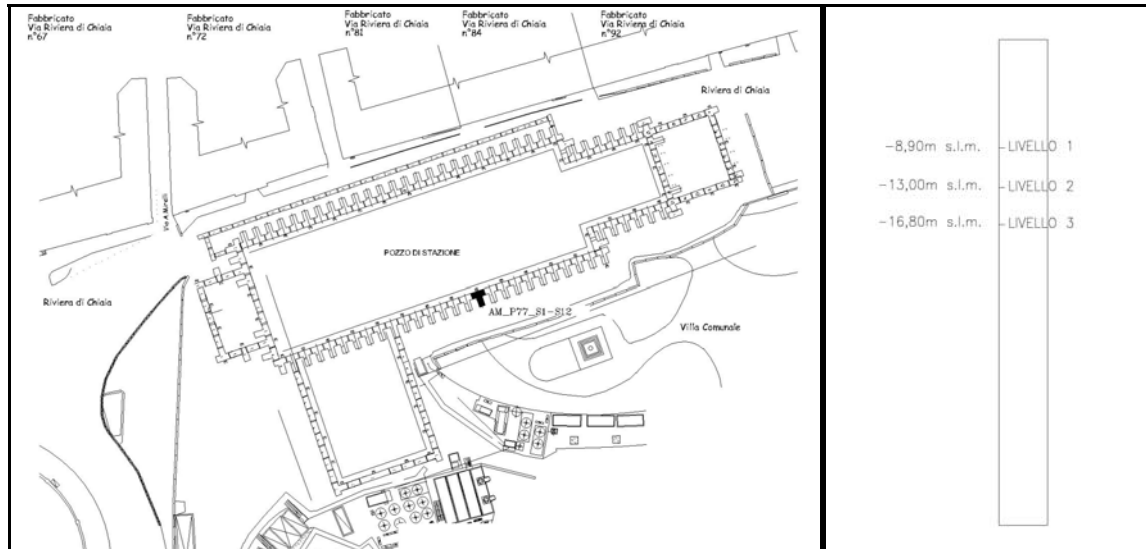 Fabbricato
Via Riviera di Chiaia
n°67
Fabbricato
Via Riviera di Chiaia
n°72
Fabbricato
Via Riviera di Chiaia
n°81
Fabbricato
Via Riviera di Chiaia
n°84
Fabbricato
Via Riviera di Chiaia
n°92
Riviera di Chiaia
Via A.Mirelli
POZZO DI STAZIONE
Riviera di Chiaia
AM_P77_S1-S12
Villa Comunale
-8,90m s.l.m. LIVELLO 1
-13,00m s.l.m. LIVELLO 2
-16,80m s.l.m. LIVELLO 3